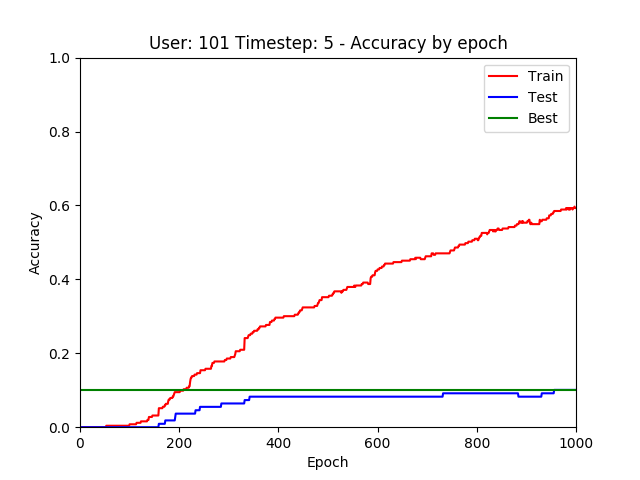 User: 101 Timestep: 5 - Accuracy by epoch
1.0
0.8
0.6
0.4
0.2
0.0
Accuracy
Train
Test
Best
0 200 400 600 800 1000
Epoch